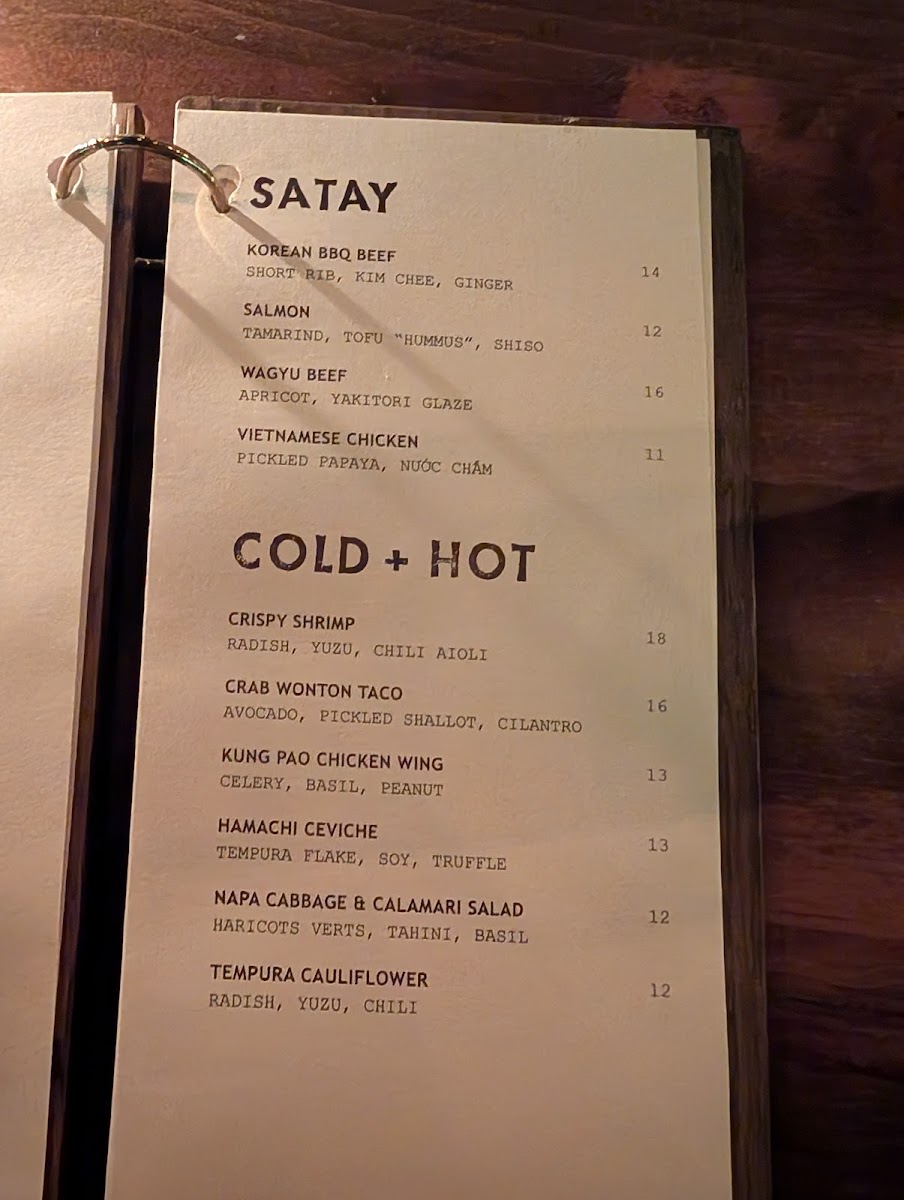 SATAY
KOREAN BBQ BEEF
SHORT RIB, KIM CHEE, GINGER 14
SALMON
TAMARIND, TOFU “HUMMUS”, SHISO 12
WAGYU BEEF
APRICOT, YAKITORI GLAZE 16
VIETNAMESE CHICKEN
PICKLED PAPAYA, NƯỚC CHẤM 11
COLD + HOT
CRISPY SHRIMP
RADISH, YUZU, CHILI AIOLI 18
CRAB WONTON TACO
AVOCADO, PICKLED SHALLOT, CILANTRO 16
KUNG PAO CHICKEN WING
CELERY, BASIL, PEANUT 13
HAMACHI CEVICHE
TEMPURA FLAKE, SOY, TRUFFLE 13
NAPA CABBAGE & CALAMARI SALAD
HARICOTS VERTS, TAHINI, BASIL 12
TEMPURA CAULIFLOWER
RADISH, YUZU, CHILI 12